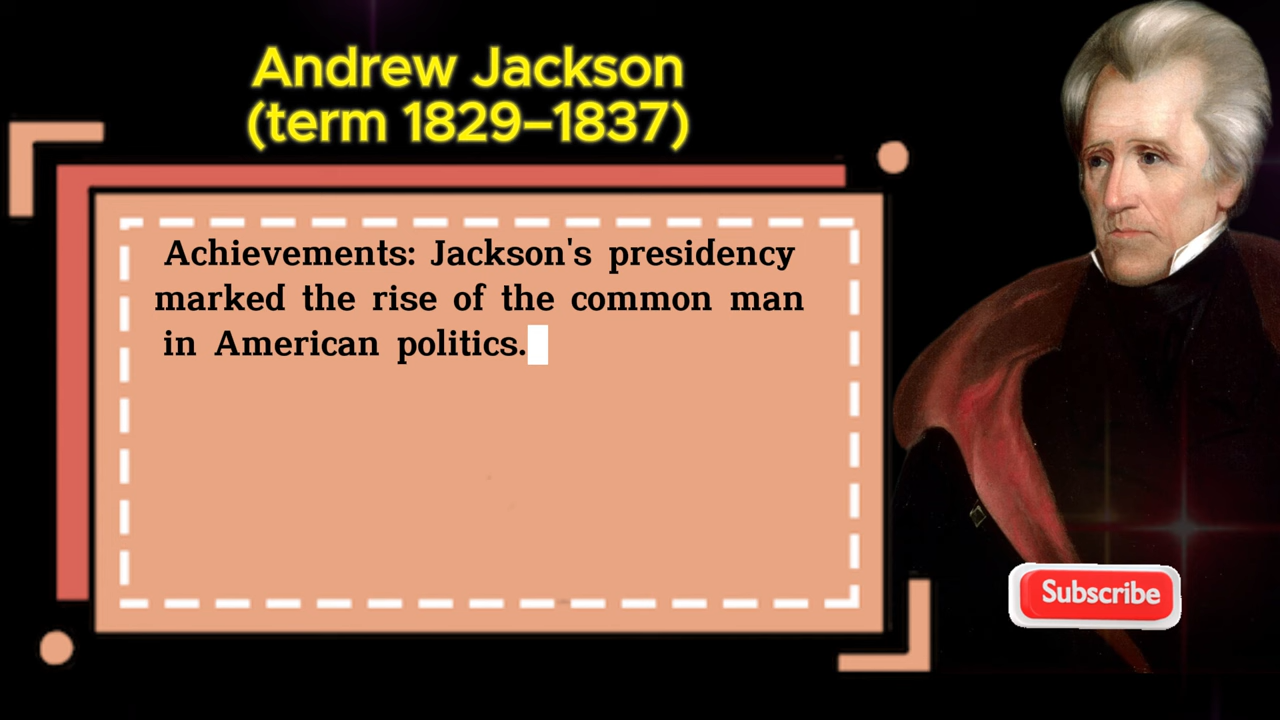 Andrew Jackson
(term 1829–1837)
Achievements: Jackson's presidency
marked the rise of the common man
in American politics.
Subscribe